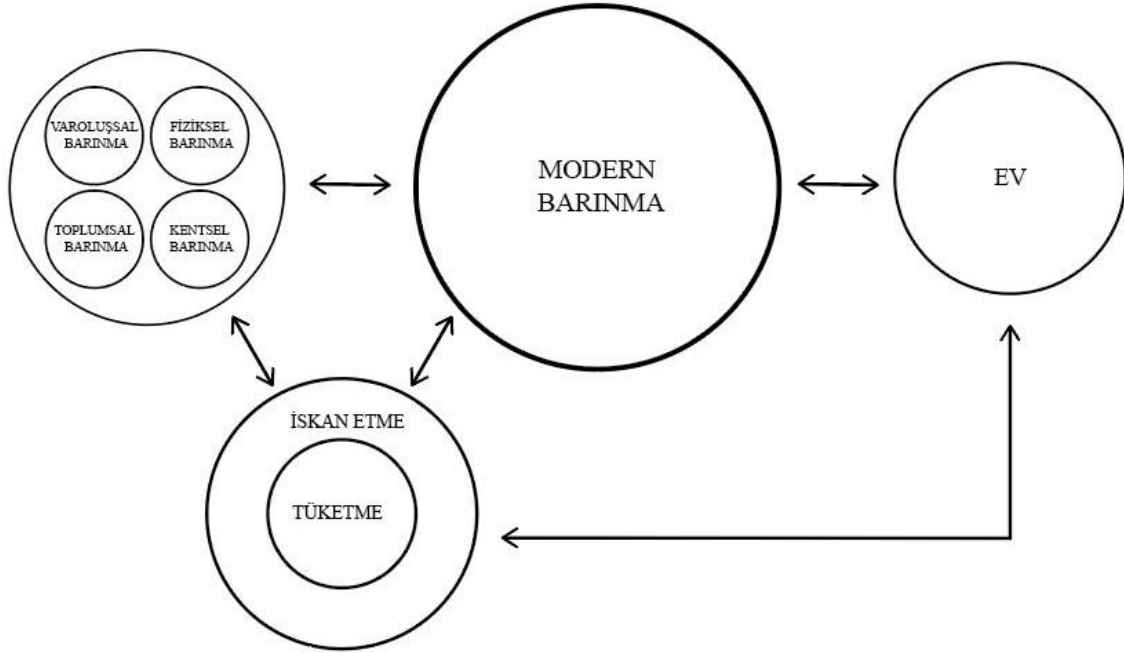 VAROLUŞSAL
BARINMA
FİZİKSEL
BARINMA
TOPLUMSAL
BARINMA
KENTSEL
BARINMA
MODERN
BARINMA
EV
İSKAN ETME
TÜKETME